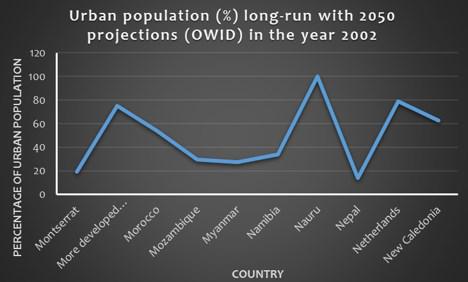 Urban population (%) long-run with 2050
projections (OWID) in the year 2002
PERCENTAGE OF URBAN POPULATION
120
100
80
60
40
20
0
Montserrat
More developed...
Morocco
Mozambique
Myanmar
Namibia
Nauru
Nepal
Netherlands
New Caledonia
COUNTRY